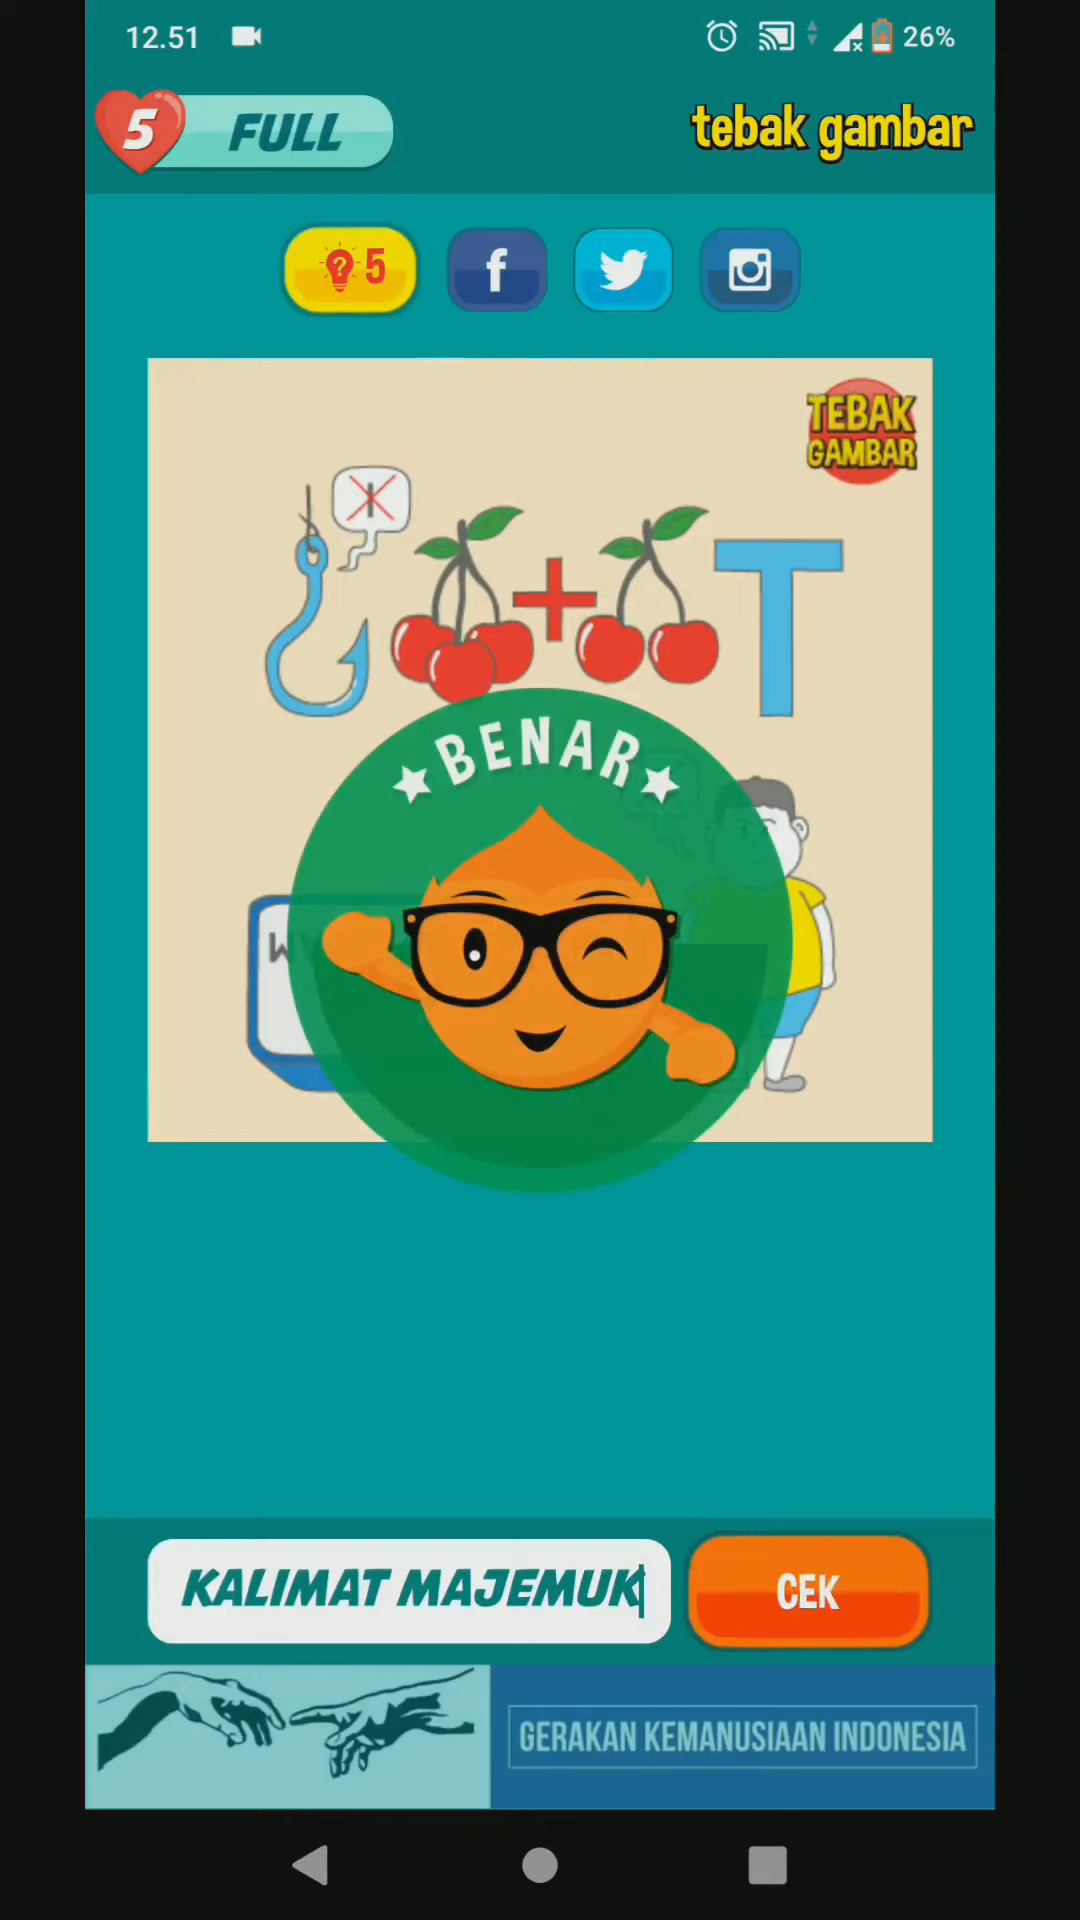 12.51
26%
5 FULL
tebak gambar
? 5
f
TEBAK
GAMBAR
+ T
BENAR
W
KALIMAT MAJEMUK
CEK
GERAKAN KEMANUSIAAN INDONESIA